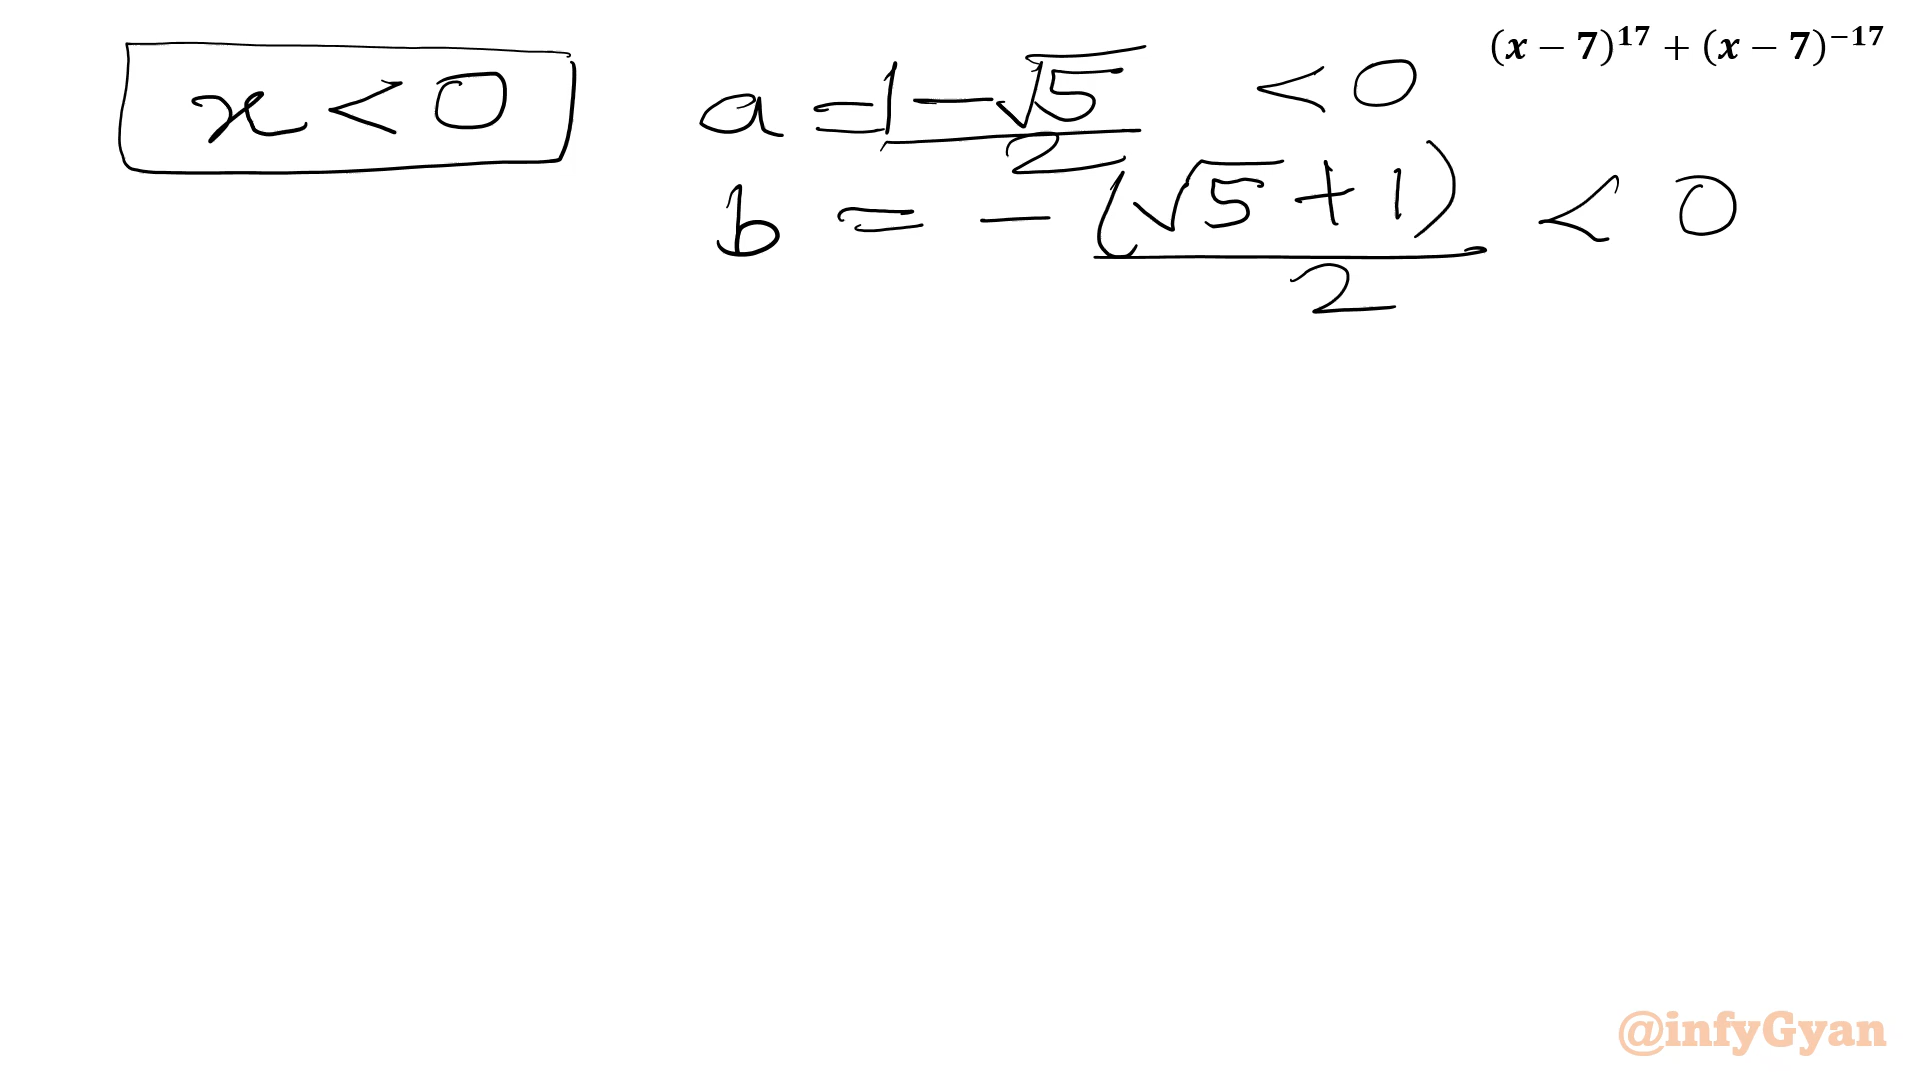 x < 0
a = 1 - √5 / 2 < 0
(x − 7)¹⁷ + (x − 7)⁻¹⁷
b = - (√5 + 1) / 2 < 0
@infyGyan